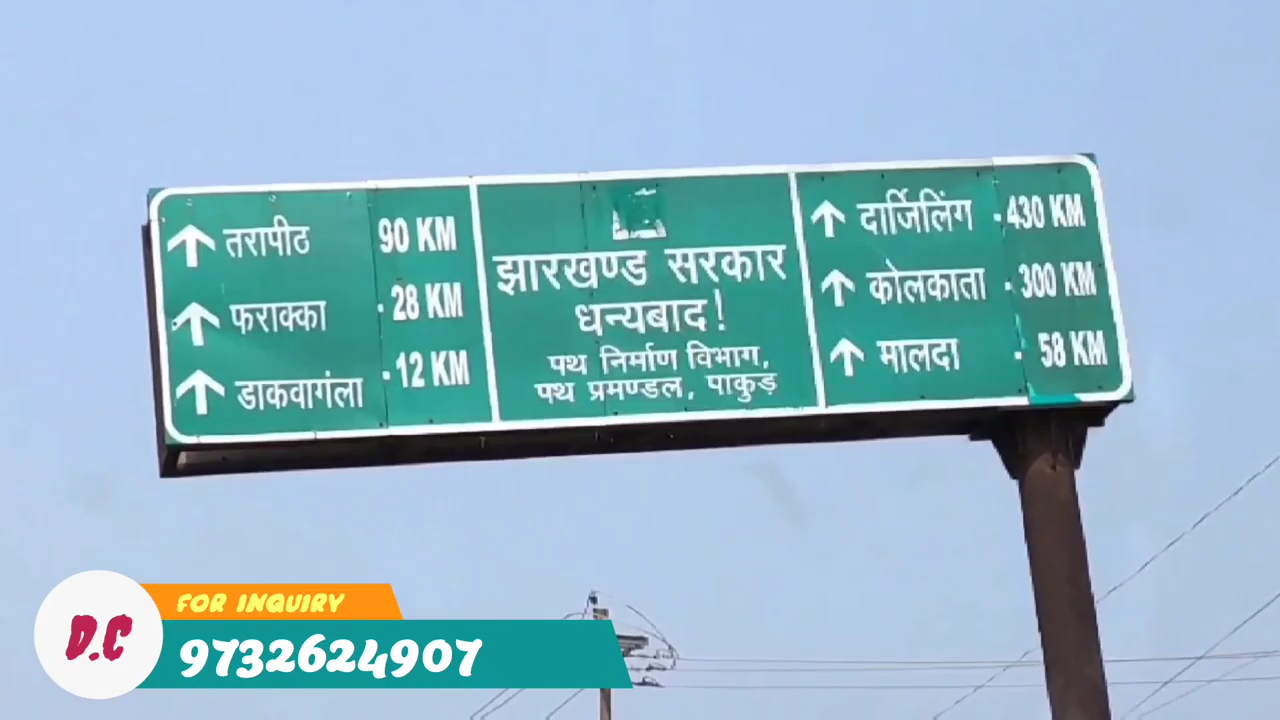 तरापीठ 90 KM
फराक्का - 28 KM
डाकवागंला - 12 KM
झारखण्ड सरकार
धन्यबाद!
पथ निर्माण विभाग,
पथ प्रमण्डल, पाकुड़
दार्जिलिंग - 430 KM
कोलकाता - 300 KM
मालदा - 58 KM
D.C
FOR INQUIRY
9732624907